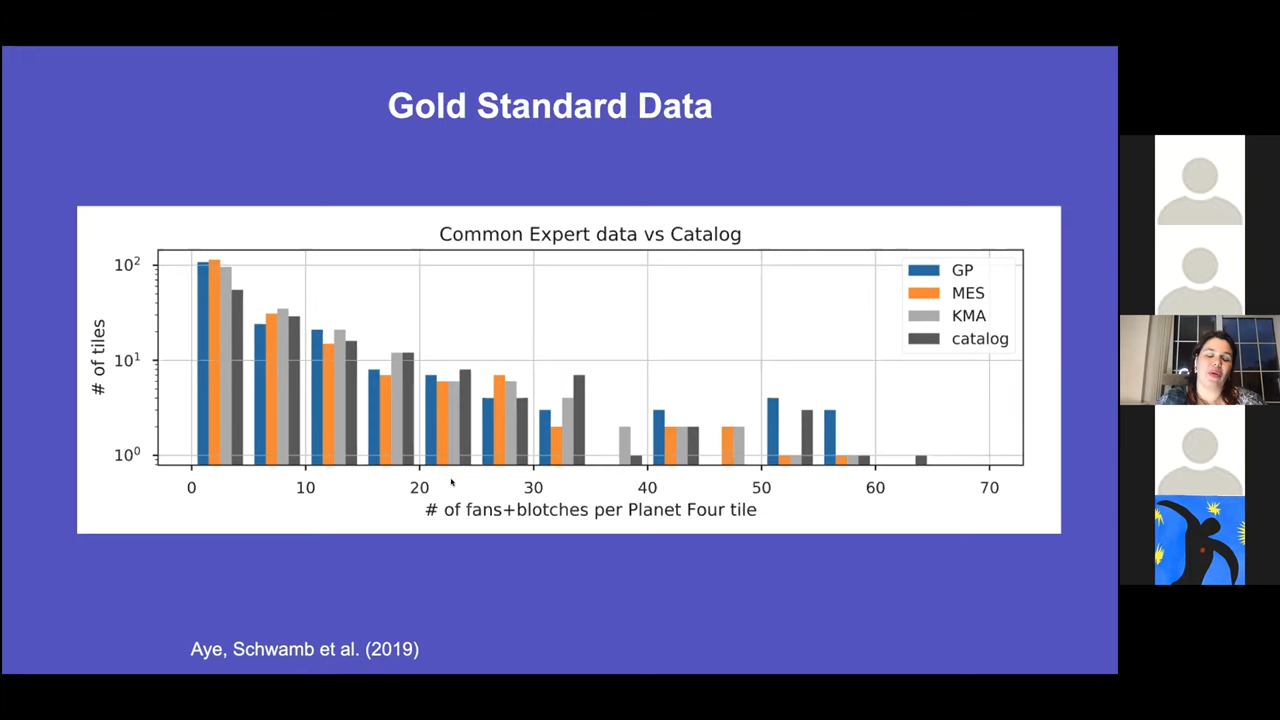 Gold Standard Data
Common Expert data vs Catalog
10²
10¹
10⁰
# of tiles
GP
MES
KMA
catalog
0 10 20 30 40 50 60 70
# of fans+blotches per Planet Four tile
Aye, Schwamb et al. (2019)